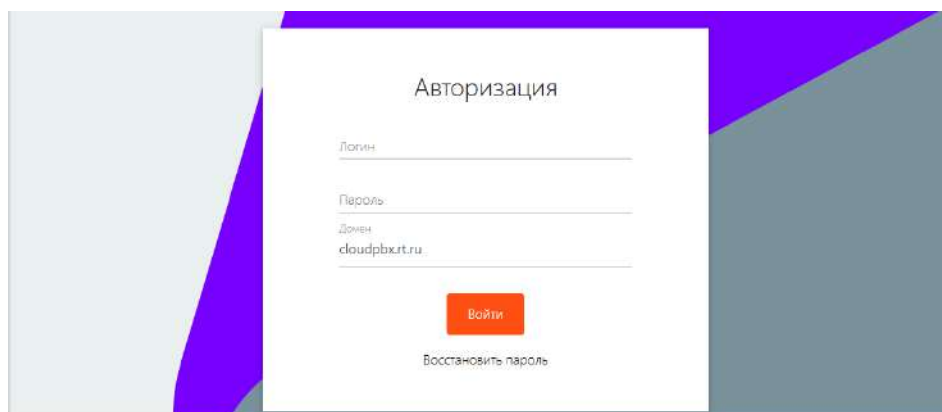 Авторизация
Логин
Пароль
Домен
cloudpbx.rt.ru
Войти
Восстановить пароль